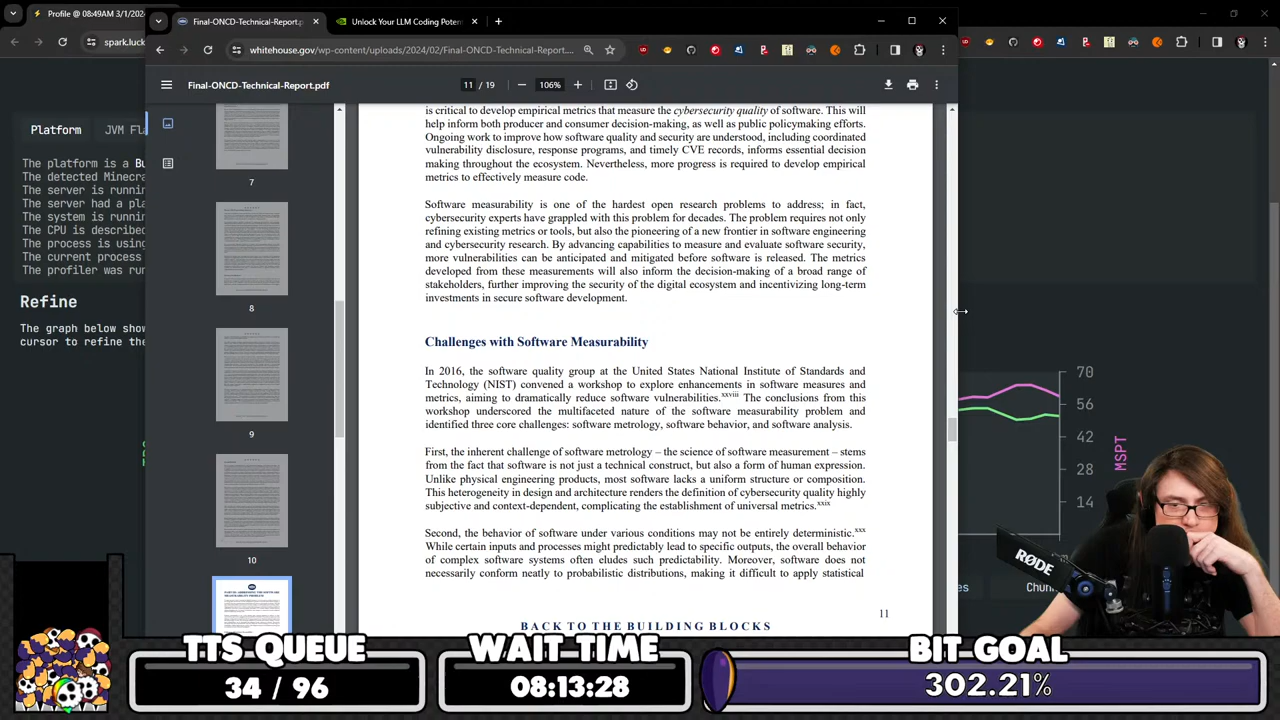 Profile @ 08:49AM 3/1/202
Final-ONCD-Technical-Report.p
Unlock Your LLM Coding Poten
spark.luck
whitehouse.gov/wp-content/uploads/2024/02/Final-ONCD-Technical-Report....
Final-ONCD-Technical-Report.pdf
11 / 19
106%
Platform
JVM Fl
The platform is a Bu
The detected Minecra
The server is runnin
The server had a pla
The system is runnin
The CPU is described
The process is using
The current process
The profiler was run
Refine
The graph below show
cursor to refine the
7
8
9
10
is critical to develop empirical metrics that measure the cybersecurity quality of software. This will
help inform both producer and consumer decision-making, as well as public policymaking efforts.
Ongoing work to improve how software quality and security are understood, including coordinated
vulnerability disclosure, response programs, and timely CVE records, informs essential decision
making throughout the ecosystem. Nevertheless, more progress is required to develop empirical
metrics to effectively measure code.
Software measurability is one of the hardest open research problems to address; in fact,
cybersecurity experts have grappled with this problem for decades. The problem requires not only
refining existing metrics or tools, but also the pioneering of a new frontier in software engineering
and cybersecurity research. By advancing capabilities to measure and evaluate software security,
more vulnerabilities can be anticipated and mitigated before software is released. The metrics
developed from these measurements will also inform the decision-making of a broad range of
stakeholders, further improving the security of the digital ecosystem and incentivizing long-term
investments in secure software development.
Challenges with Software Measurability
In 2016, the software quality group at the United States National Institute of Standards and
Technology (NIST) convened a workshop to explore enhancements in software measures and
metrics, aiming to dramatically reduce software vulnerabilities.xxviii The conclusions from this
workshop underscored the multifaceted nature of the software measurability problem and
identified three core challenges: software metrology, software behavior, and software analysis.
First, the inherent challenge of software metrology – the science of software measurement – stems
from the fact that software is not just a technical construct, but also a form of human expression.
Unlike physical engineering products, most software lacks a uniform structure or composition.
This heterogeneity in design and architecture renders the definition of cybersecurity quality highly
subjective and context-dependent, complicating the establishment of universal metrics.xxix
Second, the behavior of software under various conditions may not be entirely deterministic.xxx
While certain inputs and processes might predictably lead to specific outputs, the overall behavior
of complex software systems often eludes such predictability. Moreover, software does not
necessarily conform neatly to probabilistic distributions, making it difficult to apply statistical
11
BACK TO THE BUILDING BLOCKS
70
56
42
28
14
MSPT
RØDE
Chu
es
TTS QUEUE
34 / 96
WAIT TIME
08:13:28
BIT GOAL
302.21%